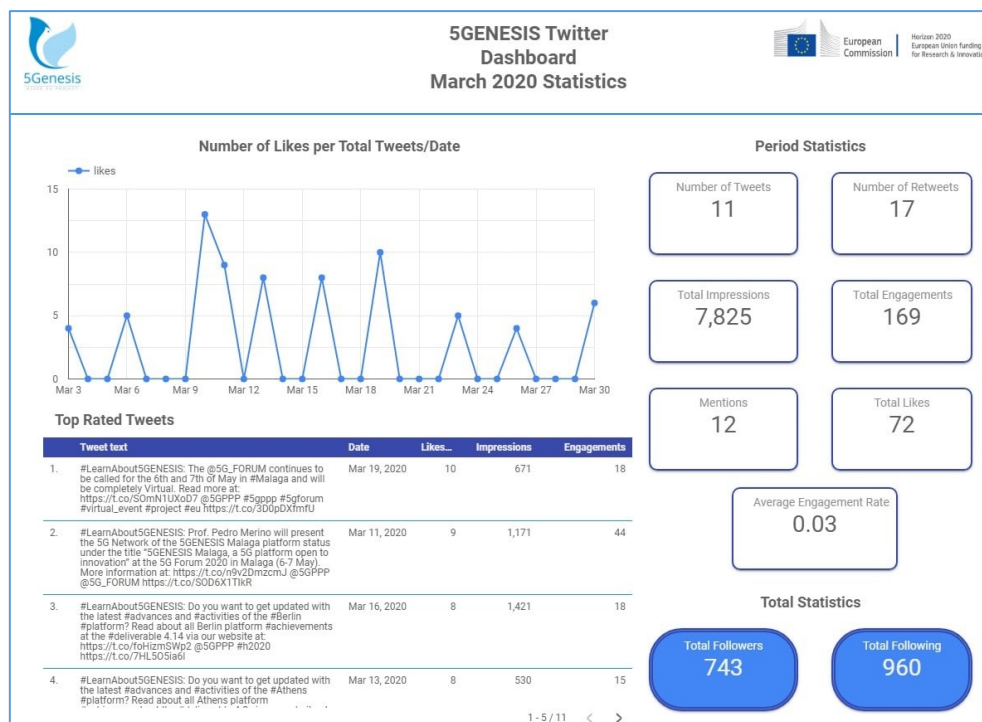 5GENESIS Twitter
Dashboard
March 2020 Statistics
5Genesis
European
Commission
Horizon 2020
European Union funding
for Research & Innovatio
Number of Likes per Total Tweets/Date
likes
15
10
5
0
Mar 3
Mar 6
Mar 9
Mar 12
Mar 15
Mar 18
Mar 21
Mar 24
Mar 27
Mar 30
Top Rated Tweets
Tweet text Date Likes... Impressions Engagements
1. #LearnAbout5GENESIS: The @5G_FORUM continues to Mar 19, 2020 10 671 18
be called for the 6th and 7th of May in #Malaga and will
be completely Virtual. Read more at:
https://t.co/SOmN1UXoD7 @5GPPP #5gppp #5gforum
#virtual_event #project #eu https://t.co/3D0pDXfmfU
2. #LearnAbout5GENESIS: Prof. Pedro Merino will present Mar 11, 2020 9 1,171 44
the 5G Network of the 5GENESIS Malaga platform status
under the title "5GENESIS Malaga, a 5G platform open to
innovation" at the 5G Forum 2020 in Malaga (6-7 May).
More information at: https://t.co/n9v2DmzcmJ @5GPPP
@5G_FORUM https://t.co/SOD6X1TIkR
3. #LearnAbout5GENESIS: Do you want to get updated with Mar 16, 2020 8 1,421 18
the latest #advances and #activities of the #Berlin
#platform? Read about all Berlin platform #achievements
at the #deliverable 4.14 via our website at:
https://t.co/foHizmSWp2 @5GPPP #h2020
https://t.co/7HL5O5ia6l
4. #LearnAbout5GENESIS: Do you want to get updated with Mar 13, 2020 8 530 15
the latest #advances and #activities of the #Athens
#platform? Read about all Athens platform
1 - 5 / 11
Period Statistics
Number of Tweets
11
Number of Retweets
17
Total Impressions
7,825
Total Engagements
169
Mentions
12
Total Likes
72
Average Engagement Rate
0.03
Total Statistics
Total Followers
743
Total Following
960